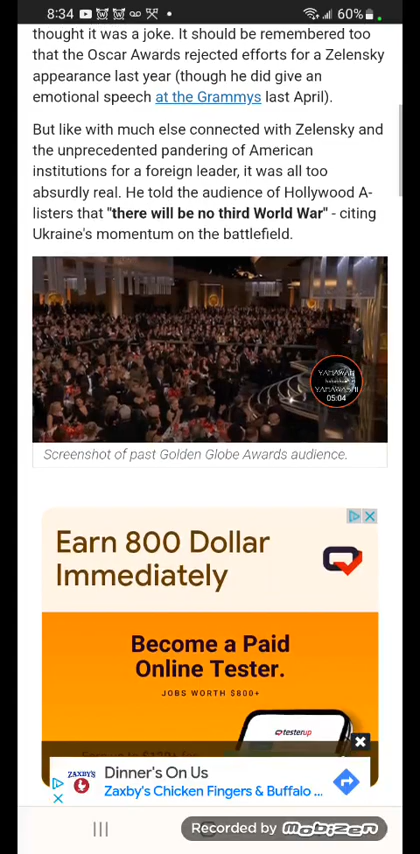 8:34
60%
thought it was a joke. It should be remembered too
that the Oscar Awards rejected efforts for a Zelensky
appearance last year (though he did give an
emotional speech at the Grammys last April).
But like with much else connected with Zelensky and
the unprecedented pandering of American
institutions for a foreign leader, it was all too
absurdly real. He told the audience of Hollywood A-
listers that "there will be no third World War" - citing
Ukraine's momentum on the battlefield.
YAMAWAH
YAMAWASHI
05:04
Screenshot of past Golden Globe Awards audience.
Earn 800 Dollar
Immediately
Become a Paid
Online Tester.
JOBS WORTH $800+
testerup
ZAXBY'S
Dinner's On Us
Zaxby's Chicken Fingers & Buffalo ...
Recorded by MOBIZEN